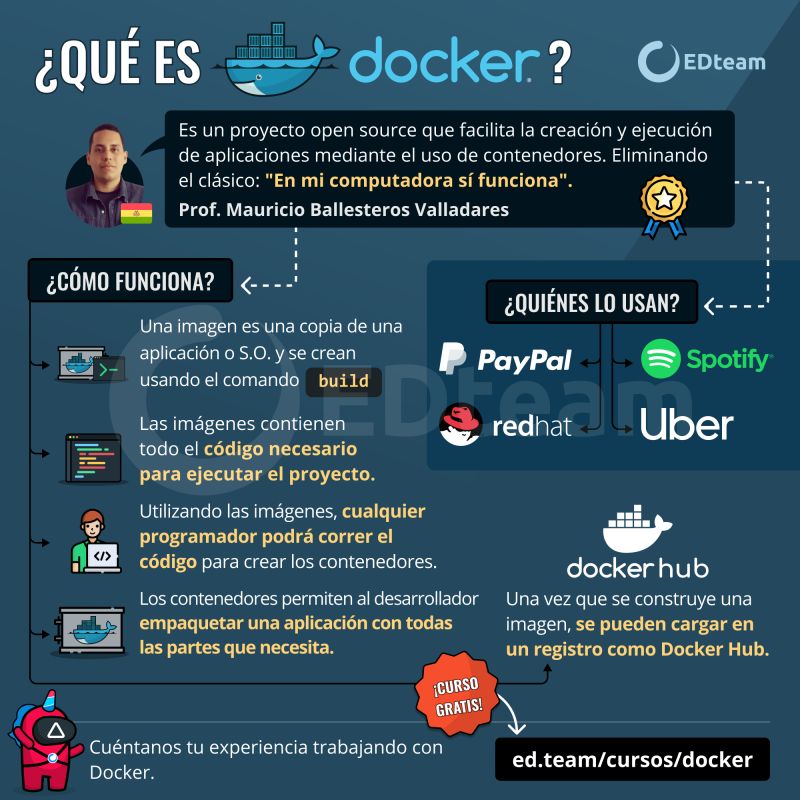 ¿QUÉ ES docker ?
EDteam
Es un proyecto open source que facilita la creación y ejecución
de aplicaciones mediante el uso de contenedores. Eliminando
el clásico: "En mi computadora sí funciona".
Prof. Mauricio Ballesteros Valladares
¿CÓMO FUNCIONA?
Una imagen es una copia de una
aplicación o S.O. y se crean
usando el comando build
Las imágenes contienen
todo el código necesario
para ejecutar el proyecto.
Utilizando las imágenes, cualquier
programador podrá correr el
código para crear los contenedores.
Los contenedores permiten al desarrollador
empaquetar una aplicación con todas
las partes que necesita.
¿QUIÉNES LO USAN?
PayPal
Spotify
redhat
Uber
EDteam
docker hub
Una vez que se construye una
imagen, se pueden cargar en
un registro como Docker Hub.
¡CURSO
GRATIS!
Cuéntanos tu experiencia trabajando con
Docker.
ed.team/cursos/docker